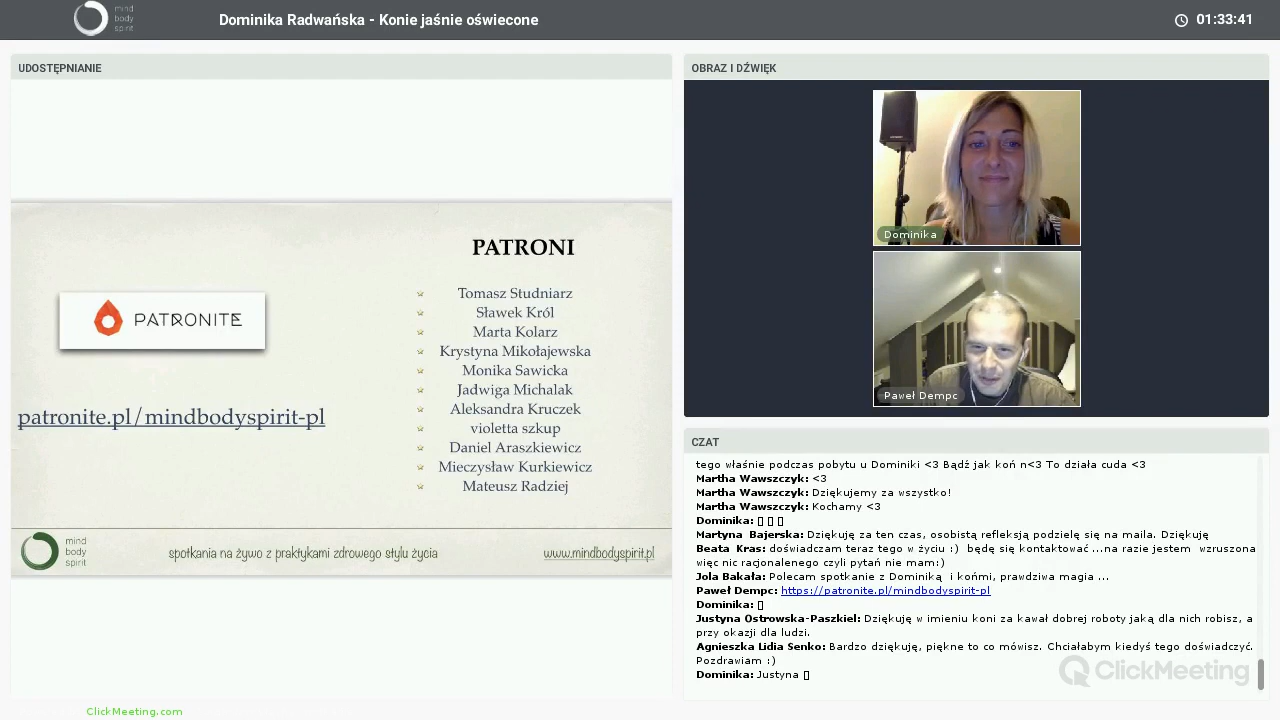 mind
body
spirit
Dominika Radwańska - Konie jaśnie oświecone
01:33:41
UDOSTĘPNIANIE
PATRONITE
patronite.pl/mindbodyspirit-pl
PATRONI
Tomasz Studniarz
Sławek Król
Marta Kolarz
Krystyna Mikołajewska
Monika Sawicka
Jadwiga Michalak
Aleksandra Kruczek
violetta szkup
Daniel Araszkiewicz
Mieczysław Kurkiewicz
Mateusz Radziej
mind
body
spirit
spotkania na żywo z praktykami zdrowego stylu życia
www.mindbodyspirit.pl
OBRAZ I DŹWIĘK
Dominika
Paweł Dempc
CZAT
tego właśnie podczas pobytu u Dominiki <3 Bądź jak koń n<3 To działa cuda <3
Martha Wawszczyk: <3
Martha Wawszczyk: Dziękujemy za wszystko!
Martha Wawszczyk: Kochamy <3
Dominika: ▯ ▯ ▯
Martyna Bajerska: Dziękuję za ten czas, osobistą refleksją podzielę się na maila. Dziękuję
Beata Kras: doświadczam teraz tego w życiu :) będę się kontaktować ...na razie jestem wzruszona
więc nic racjonalenego czyli pytań nie mam:)
Jola Bakała: Polecam spotkanie z Dominiką i końmi, prawdziwa magia ...
Paweł Dempc: https://patronite.pl/mindbodyspirit-pl
Dominika: ▯
Justyna Ostrowska-Paszkiel: Dziękuję w imieniu koni za kawał dobrej roboty jaką dla nich robisz, a
przy okazji dla ludzi.
Agnieszka Lidia Senko: Bardzo dziękuję, piękne to co mówisz. Chciałabym kiedyś tego doświadczyć.
Pozdrawiam :)
Dominika: Justyna ▯
ClickMeeting
ClickMeeting.com